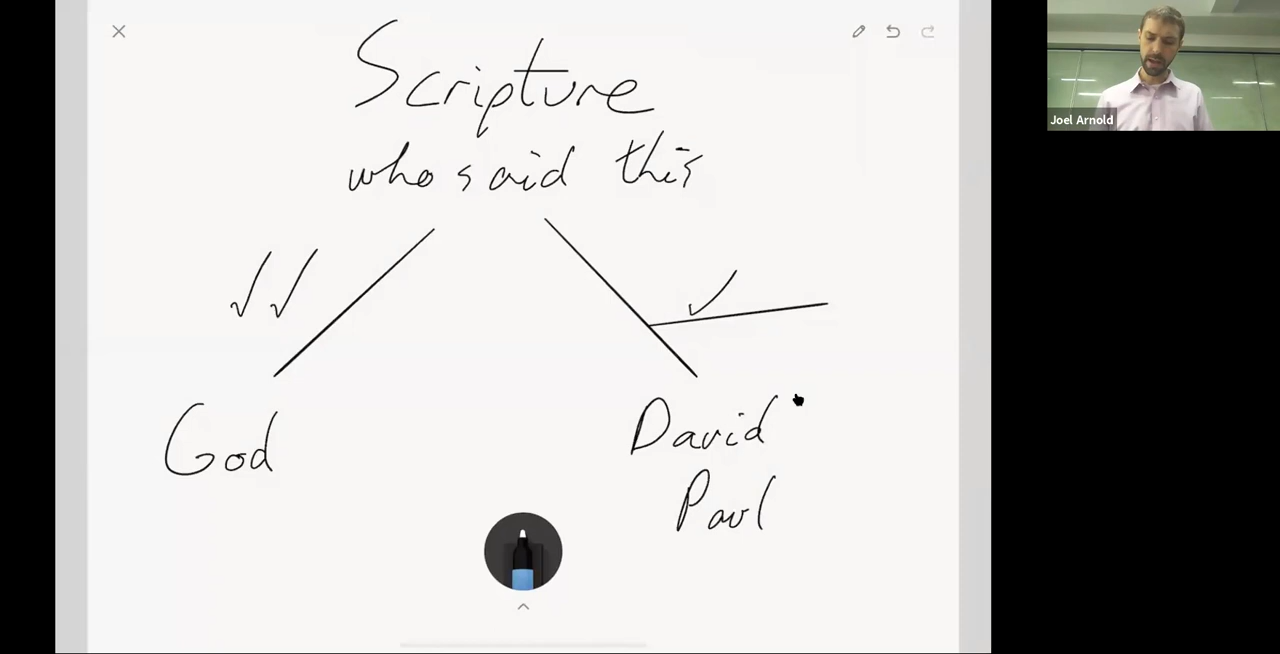 Scripture
who said this
God
David
Paul
Joel Arnold